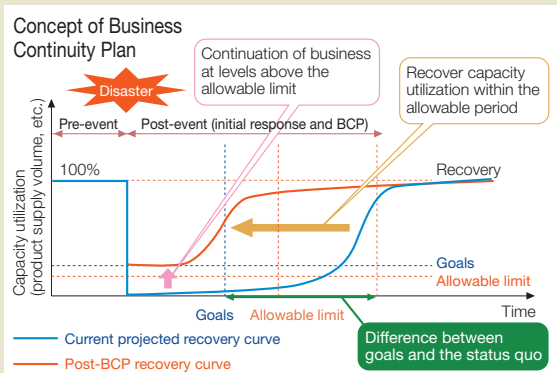 Concept of Business
Continuity Plan
Disaster
Continuation of business
at levels above the
allowable limit
Recover capacity
utilization within the
allowable period
Pre-event
Post-event (initial response and BCP)
Capacity utilization
(product supply volume, etc.)
100%
Recovery
Goals
Allowable limit
Goals
Allowable limit
Time
Current projected recovery curve
Post-BCP recovery curve
Difference between
goals and the status quo